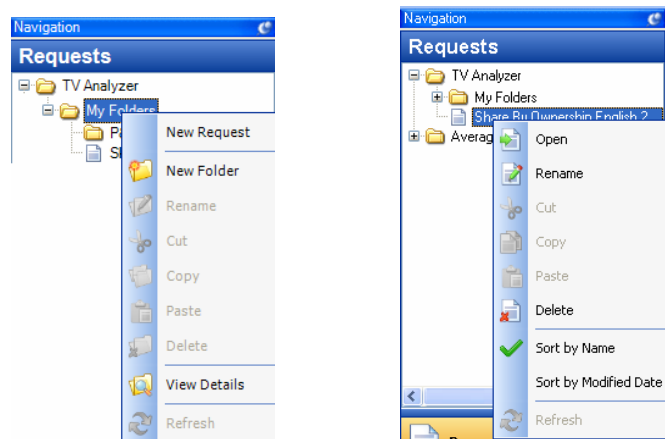 Navigation
Requests
TV Analyzer
My Folders
New Request
New Folder
Rename
Cut
Copy
Paste
Delete
View Details
Refresh
Navigation
Requests
TV Analyzer
My Folders
Share By Ownership English 2
Averag
Open
Rename
Cut
Copy
Paste
Delete
Sort by Name
Sort by Modified Date
Refresh